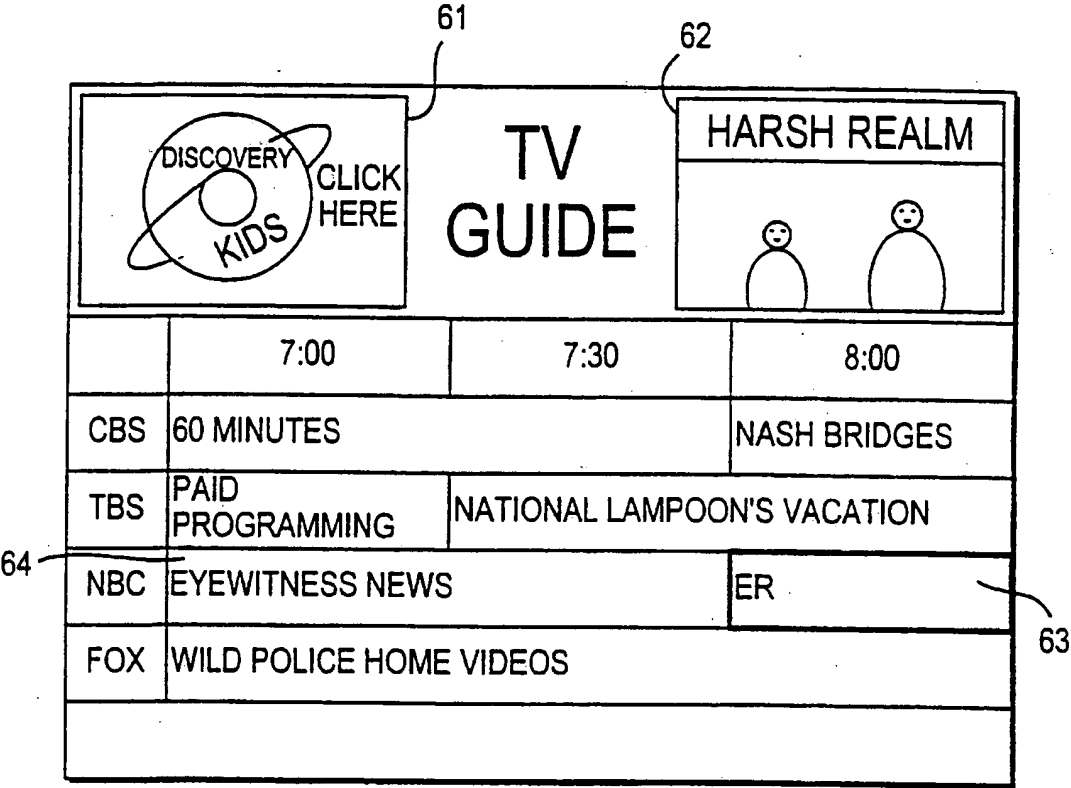 61
62
DISCOVERY
KIDS
CLICK
HERE
TV
GUIDE
HARSH REALM
7:00 7:30 8:00
CBS 60 MINUTES NASH BRIDGES
TBS PAID
PROGRAMMING NATIONAL LAMPOON'S VACATION
64
NBC EYEWITNESS NEWS ER
63
FOX WILD POLICE HOME VIDEOS